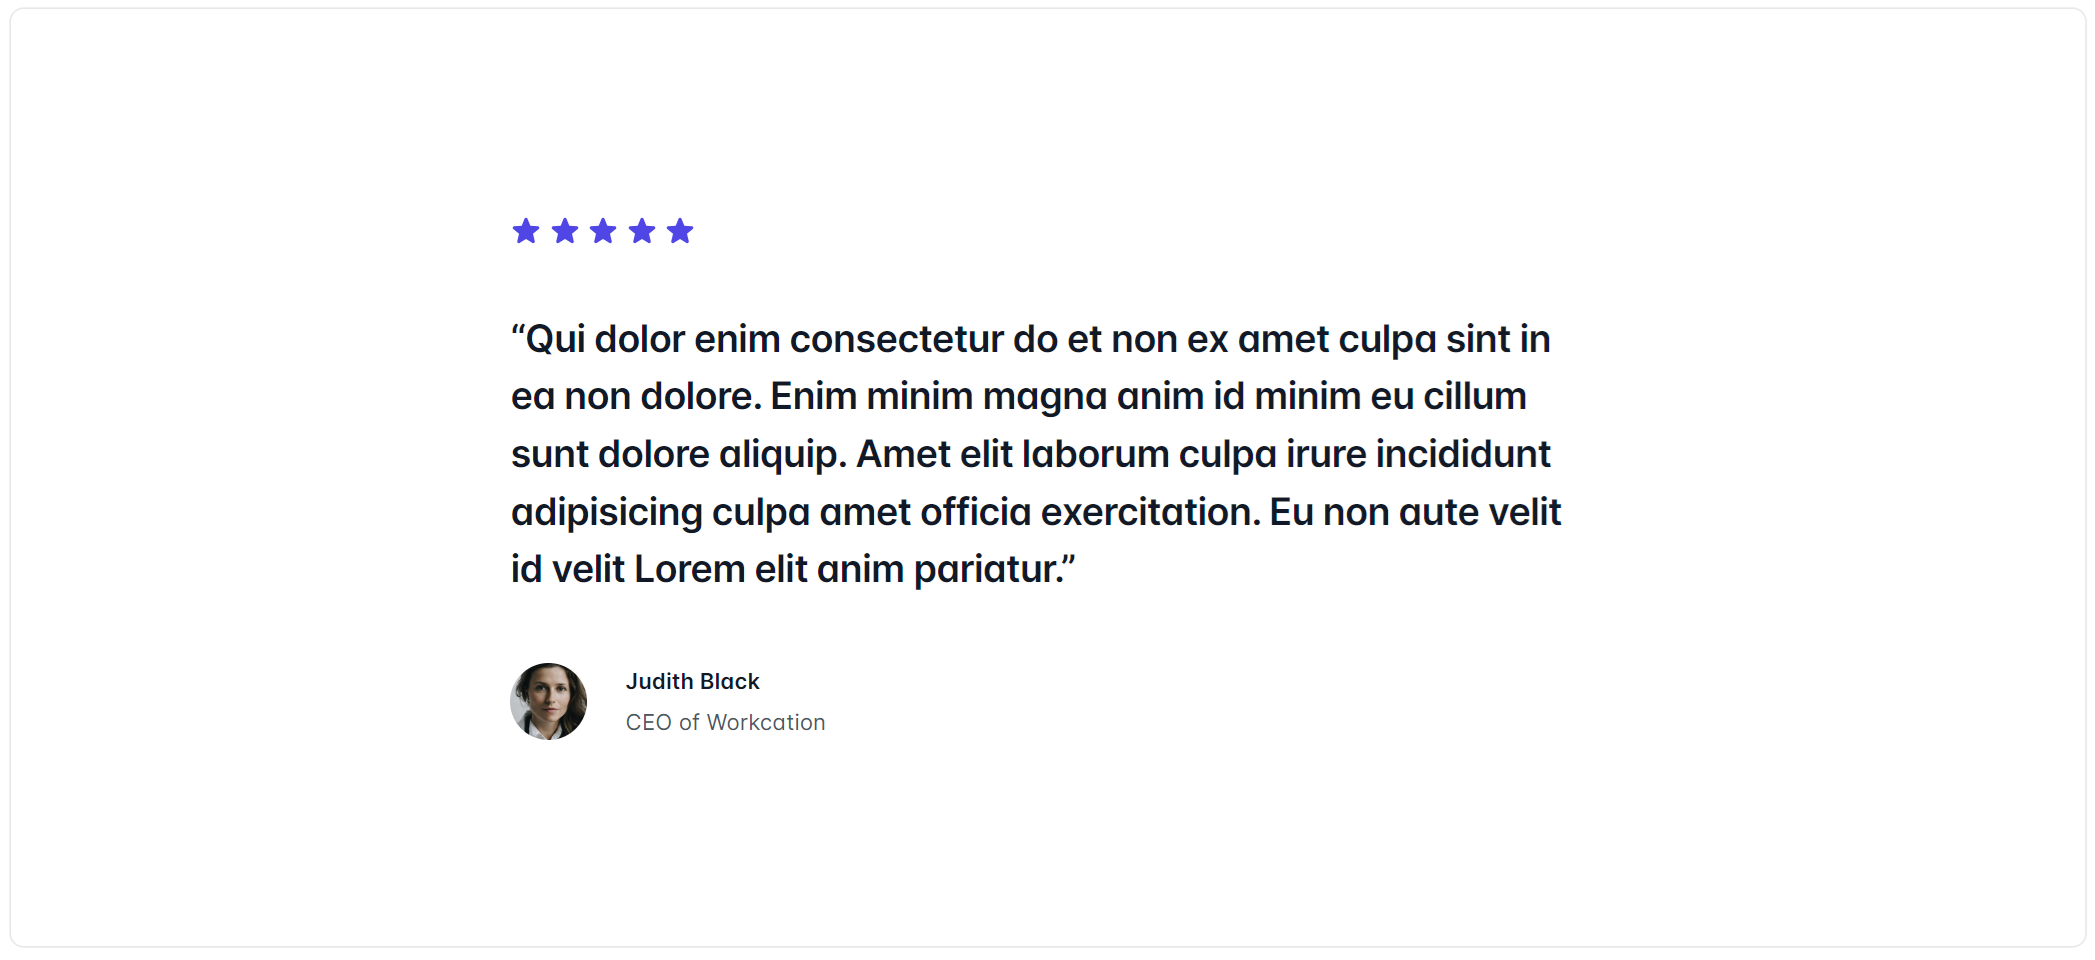 “Qui dolor enim consectetur do et non ex amet culpa sint in
ea non dolore. Enim minim magna anim id minim eu cillum
sunt dolore aliquip. Amet elit laborum culpa irure incididunt
adipisicing culpa amet officia exercitation. Eu non aute velit
id velit Lorem elit anim pariatur.”
Judith Black
CEO of Workcation